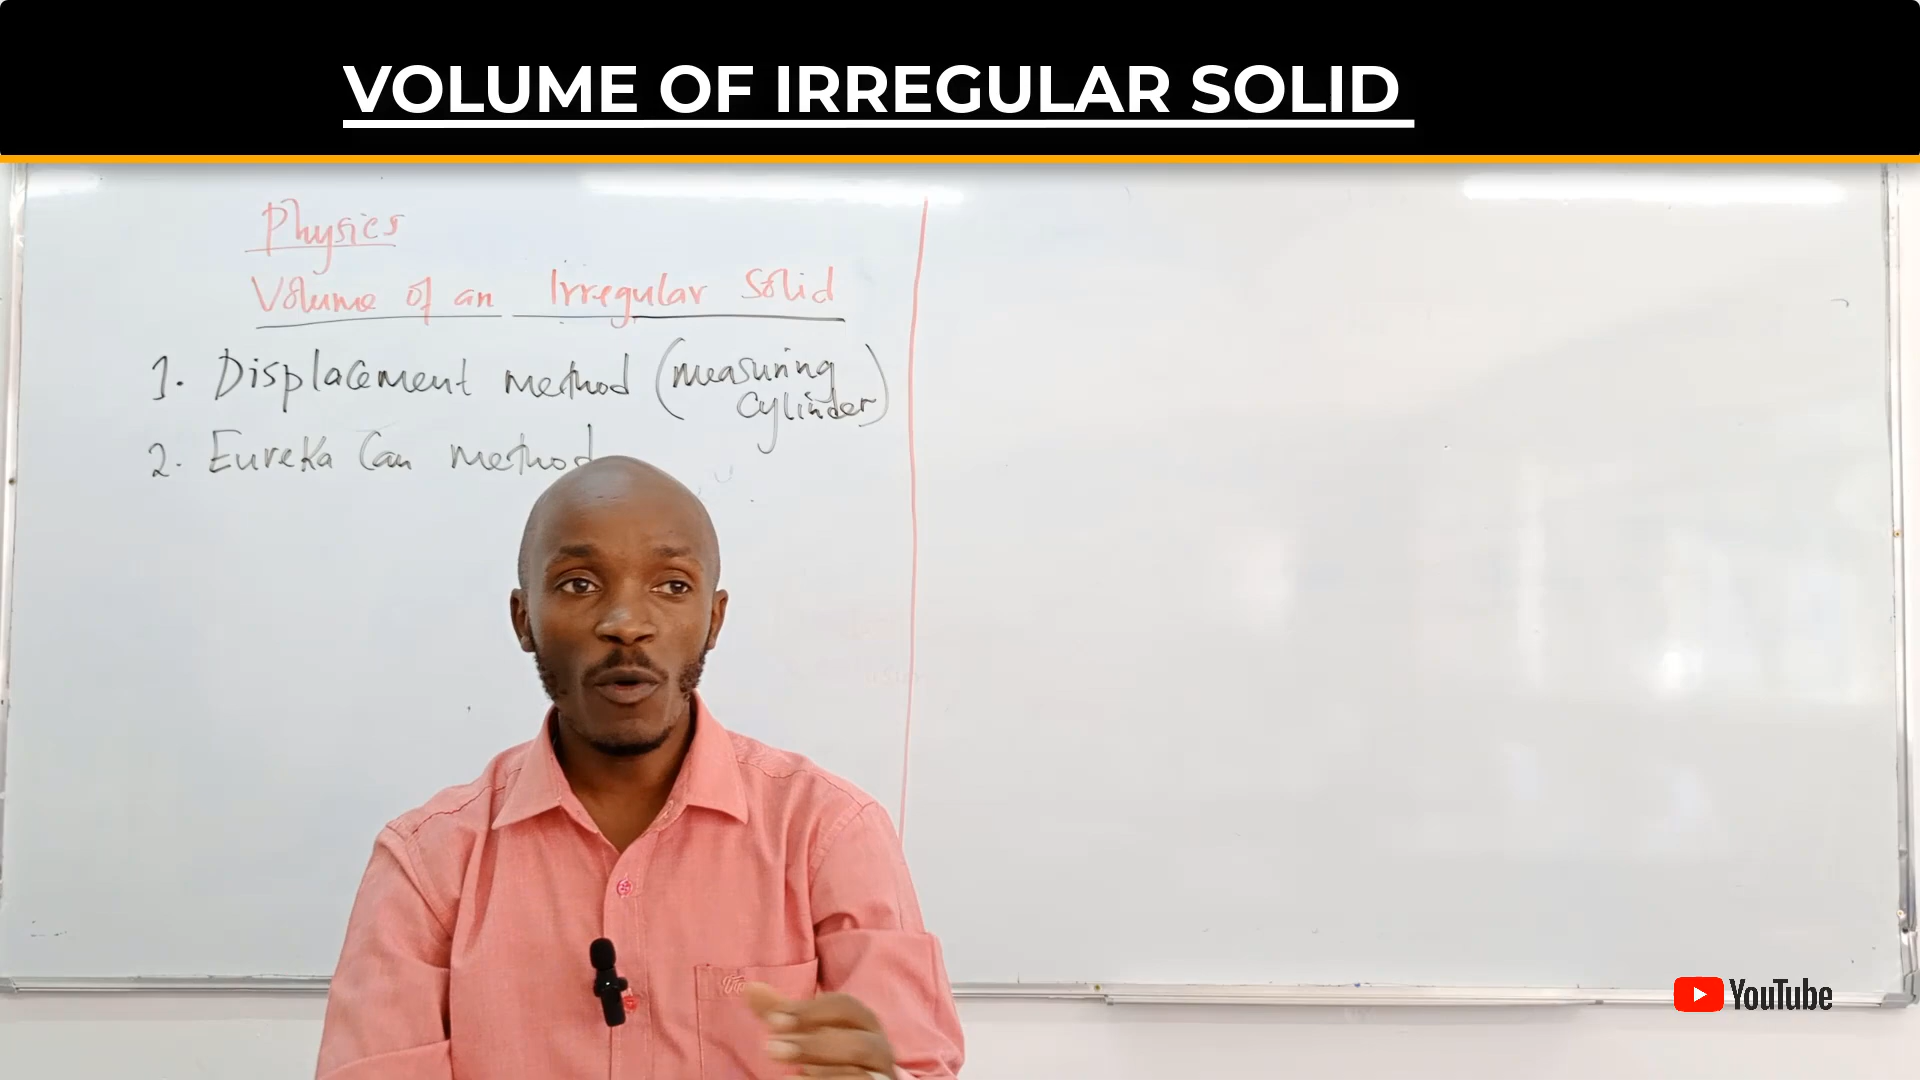 VOLUME OF IRREGULAR SOLID
Physics
Volume of an Irregular Solid
1. Displacement method (measuring
cylinder)
2. Eureka Can method
YouTube